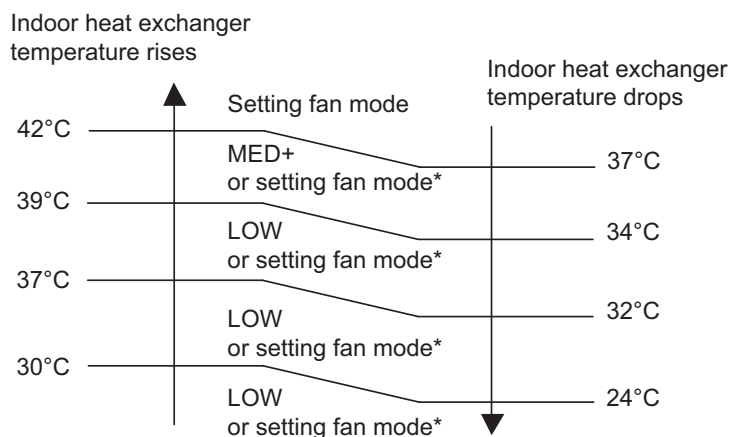 Indoor heat exchanger
temperature rises
Indoor heat exchanger
temperature drops
Setting fan mode
42°C
MED+
or setting fan mode*
37°C
39°C
LOW
or setting fan mode*
34°C
37°C
LOW
or setting fan mode*
32°C
30°C
LOW
or setting fan mode*
24°C